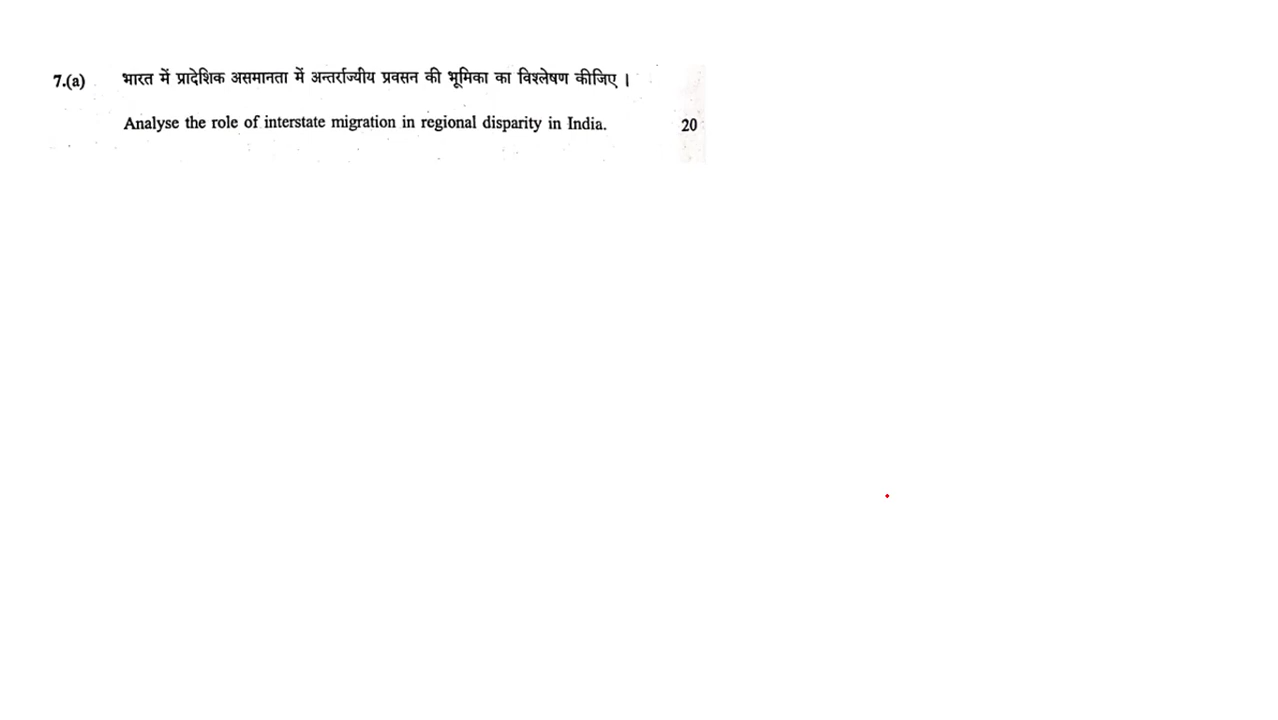 7.(a) भारत में प्रादेशिक असमानता में अन्तर्राज्यीय प्रवसन की भूमिका का विश्लेषण कीजिए ।
Analyse the role of interstate migration in regional disparity in India. 20